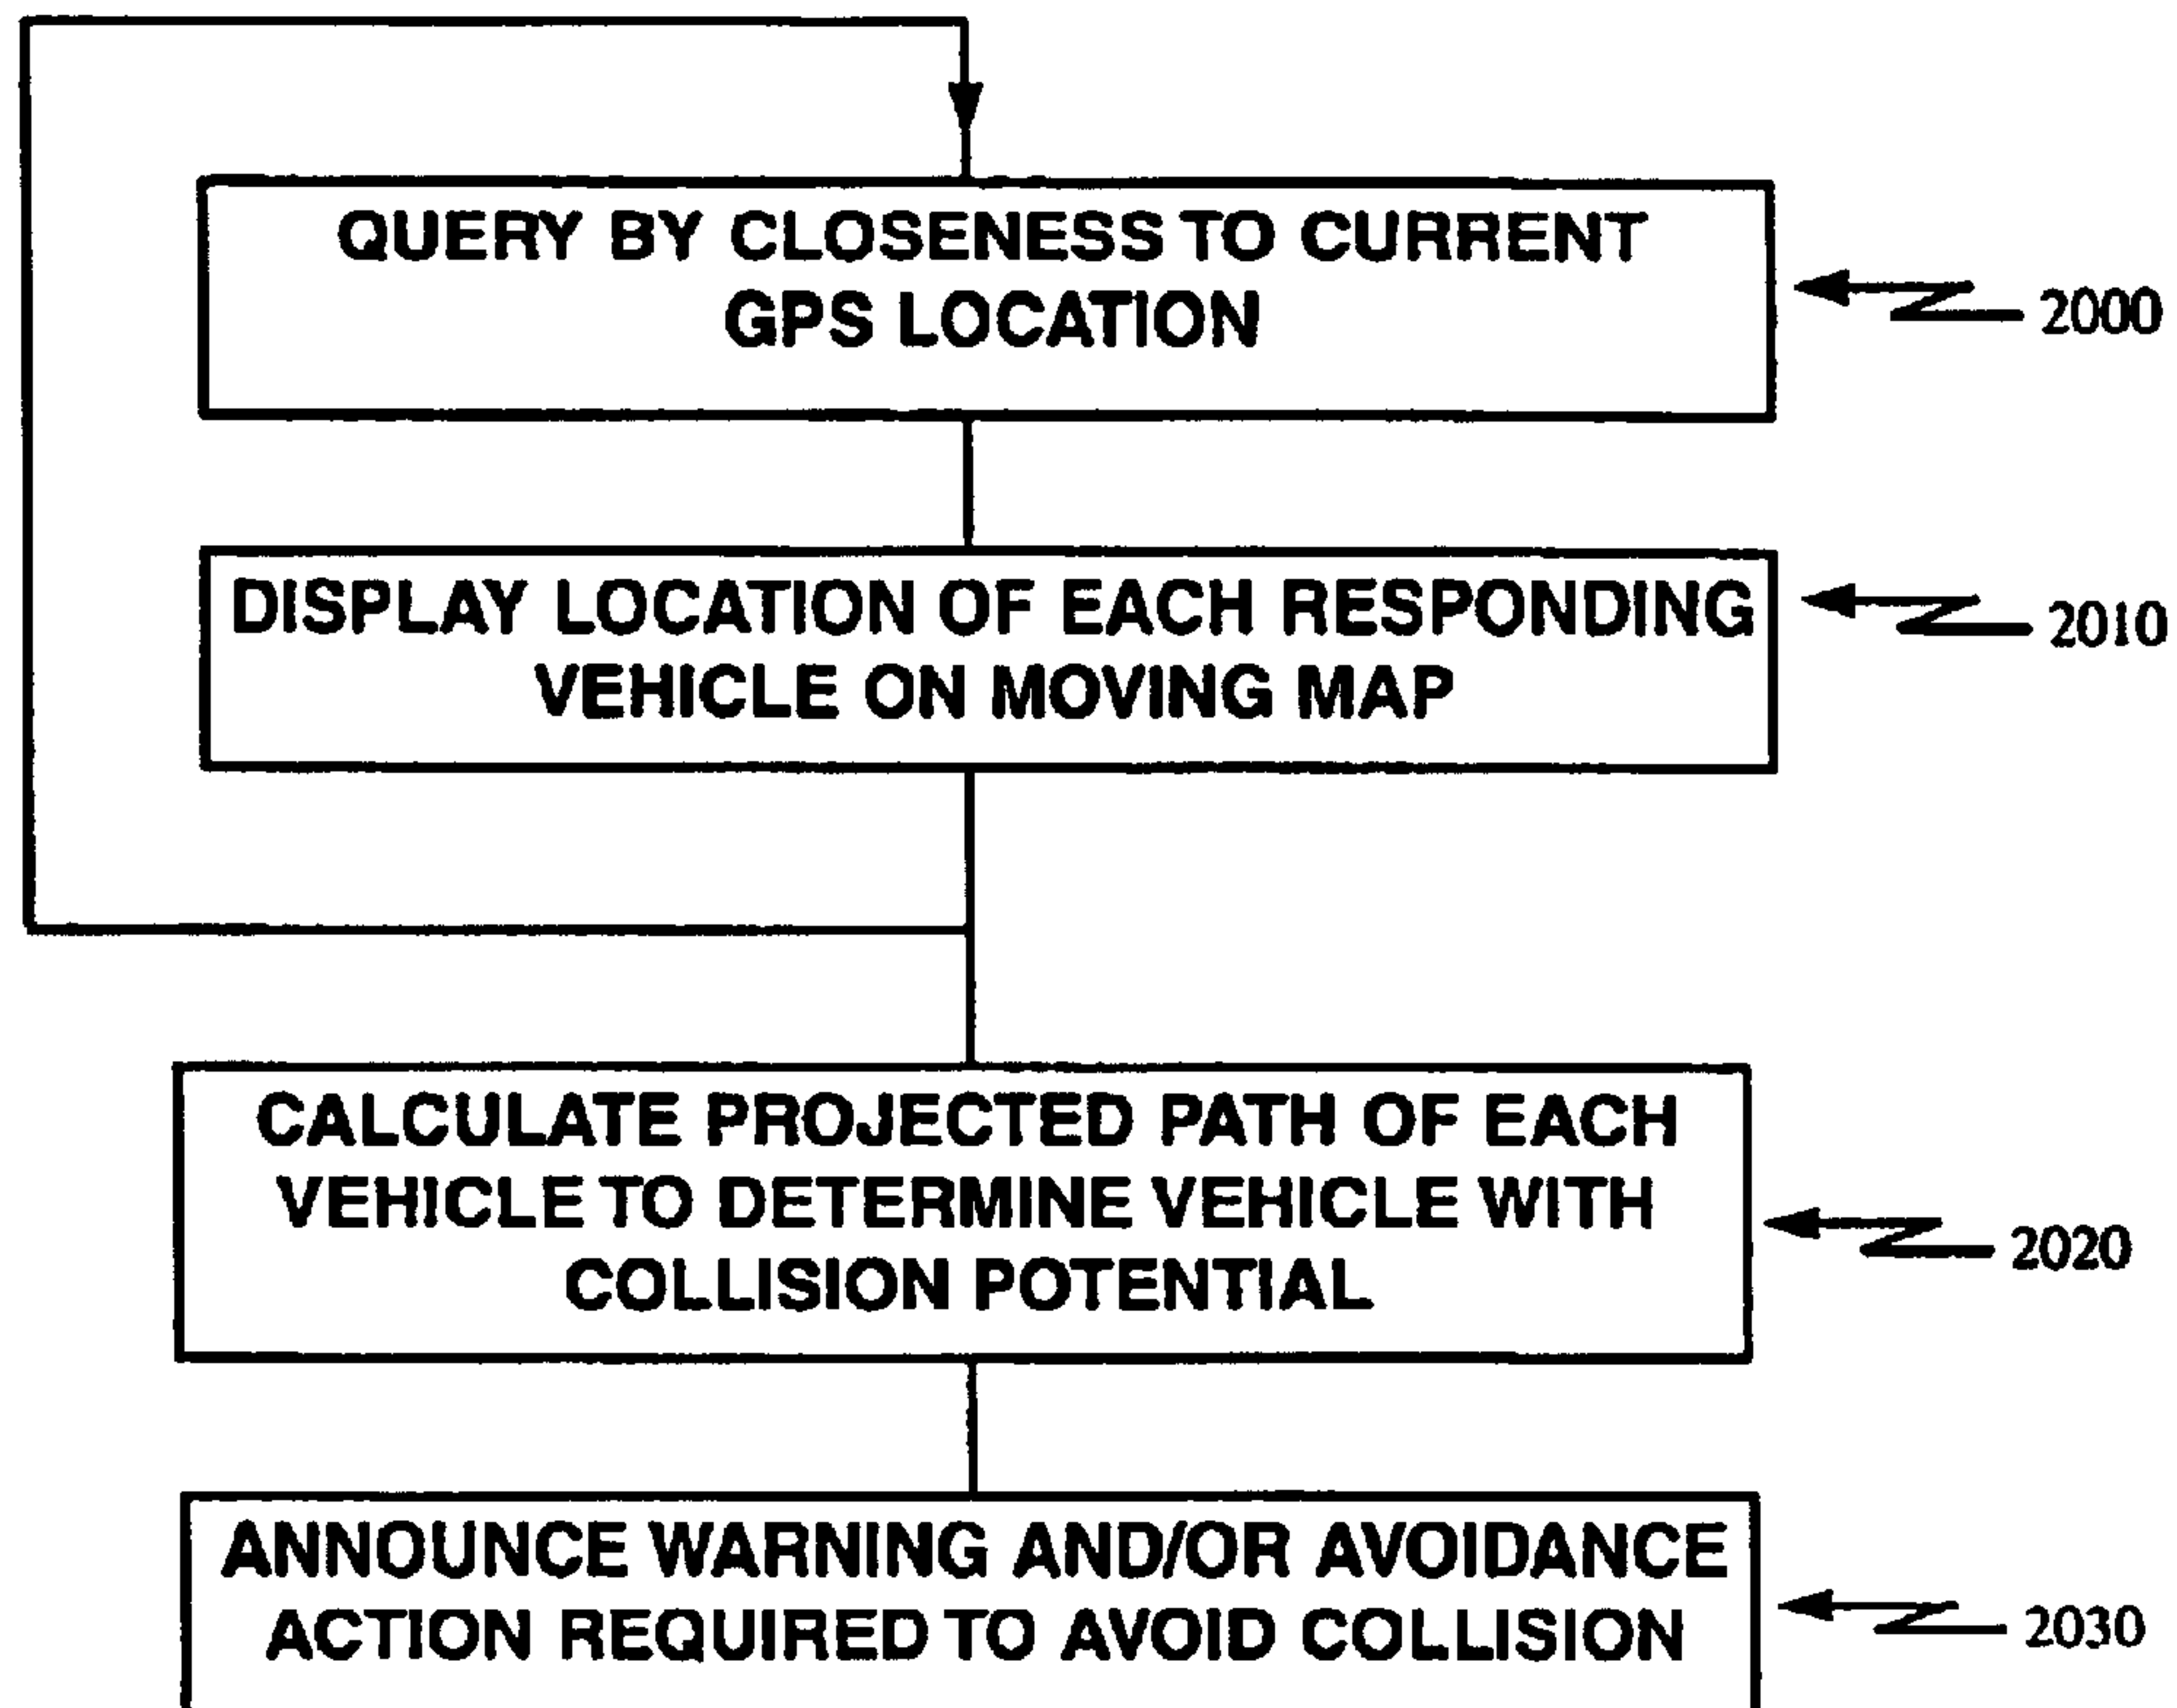 QUERY BY CLOSENESS TO CURRENT
GPS LOCATION
2000
DISPLAY LOCATION OF EACH RESPONDING
VEHICLE ON MOVING MAP
2010
CALCULATE PROJECTED PATH OF EACH
VEHICLE TO DETERMINE VEHICLE WITH
COLLISION POTENTIAL
2020
ANNOUNCE WARNING AND/OR AVOIDANCE
ACTION REQUIRED TO AVOID COLLISION
2030